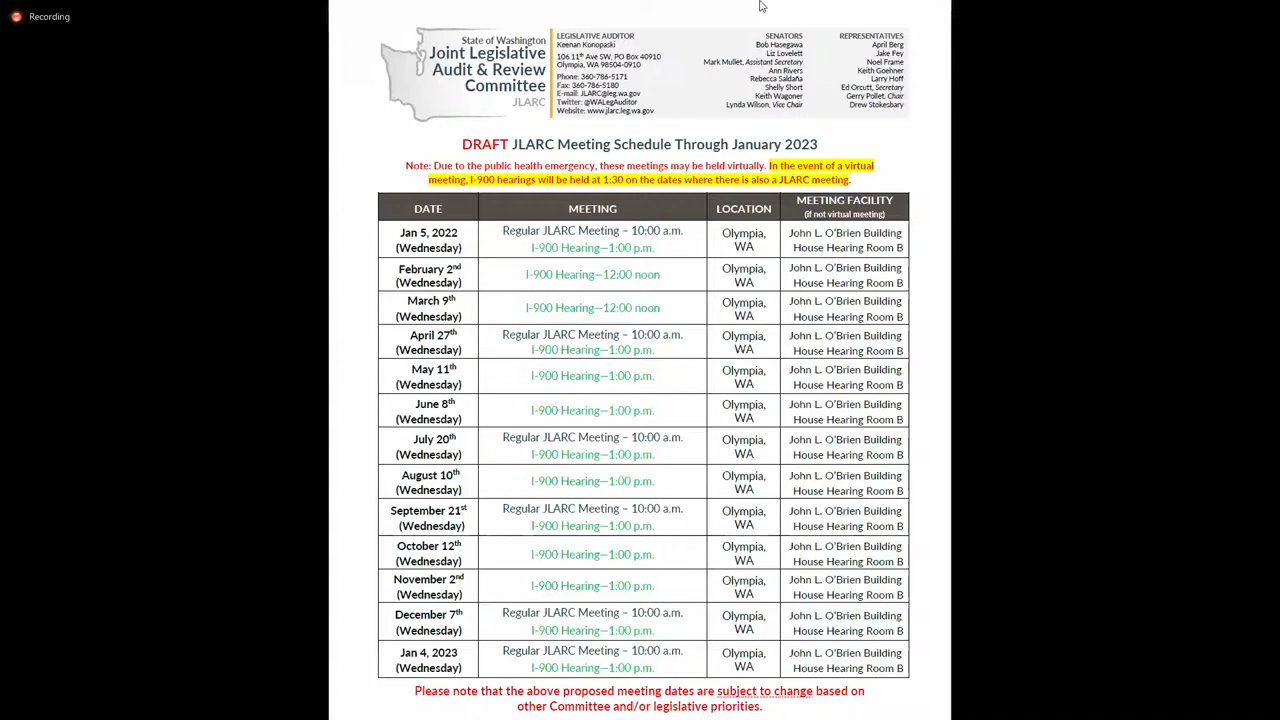 Recording
State of Washington
Joint Legislative
Audit & Review
Committee
JLARC
LEGISLATIVE AUDITOR
Keenan Konopaski
106 11th Ave SW, PO Box 40910
Olympia, WA 98504-0910
Phone: 360-786-5171
Fax: 360-786-5180
E-mail: JLARC@leg.wa.gov
Twitter: @WALegAuditor
Website: www.jlarc.leg.wa.gov
SENATORS
Bob Hasegawa
Liz Lovelett
Mark Mullet, Assistant Secretary
Ann Rivers
Rebecca Saldaña
Shelly Short
Keith Wagoner
Lynda Wilson, Vice Chair
REPRESENTATIVES
April Berg
Jake Fey
Noel Frame
Keith Goehner
Larry Hoff
Ed Orcutt, Secretary
Gerry Pollet, Chair
Drew Stokesbary
DRAFT JLARC Meeting Schedule Through January 2023
Note: Due to the public health emergency, these meetings may be held virtually. In the event of a virtual
meeting, I-900 hearings will be held at 1:30 on the dates where there is also a JLARC meeting.
DATE MEETING LOCATION MEETING FACILITY
(if not virtual meeting)
Jan 5, 2022 Regular JLARC Meeting – 10:00 a.m. Olympia, John L. O'Brien Building
(Wednesday) I-900 Hearing—1:00 p.m. WA House Hearing Room B
February 2nd I-900 Hearing—12:00 noon Olympia, John L. O'Brien Building
(Wednesday) WA House Hearing Room B
March 9th I-900 Hearing—12:00 noon Olympia, John L. O'Brien Building
(Wednesday) WA House Hearing Room B
April 27th Regular JLARC Meeting – 10:00 a.m. Olympia, John L. O'Brien Building
(Wednesday) I-900 Hearing—1:00 p.m. WA House Hearing Room B
May 11th I-900 Hearing—1:00 p.m. Olympia, John L. O'Brien Building
(Wednesday) WA House Hearing Room B
June 8th I-900 Hearing—1:00 p.m. Olympia, John L. O'Brien Building
(Wednesday) WA House Hearing Room B
July 20th Regular JLARC Meeting – 10:00 a.m. Olympia, John L. O'Brien Building
(Wednesday) I-900 Hearing—1:00 p.m. WA House Hearing Room B
August 10th I-900 Hearing—1:00 p.m. Olympia, John L. O'Brien Building
(Wednesday) WA House Hearing Room B
September 21st Regular JLARC Meeting – 10:00 a.m. Olympia, John L. O'Brien Building
(Wednesday) I-900 Hearing—1:00 p.m. WA House Hearing Room B
October 12th I-900 Hearing—1:00 p.m. Olympia, John L. O'Brien Building
(Wednesday) WA House Hearing Room B
November 2nd I-900 Hearing—1:00 p.m. Olympia, John L. O'Brien Building
(Wednesday) WA House Hearing Room B
December 7th Regular JLARC Meeting – 10:00 a.m. Olympia, John L. O'Brien Building
(Wednesday) I-900 Hearing—1:00 p.m. WA House Hearing Room B
Jan 4, 2023 Regular JLARC Meeting – 10:00 a.m. Olympia, John L. O'Brien Building
(Wednesday) I-900 Hearing—1:00 p.m. WA House Hearing Room B
Please note that the above proposed meeting dates are subject to change based on
other Committee and/or legislative priorities.